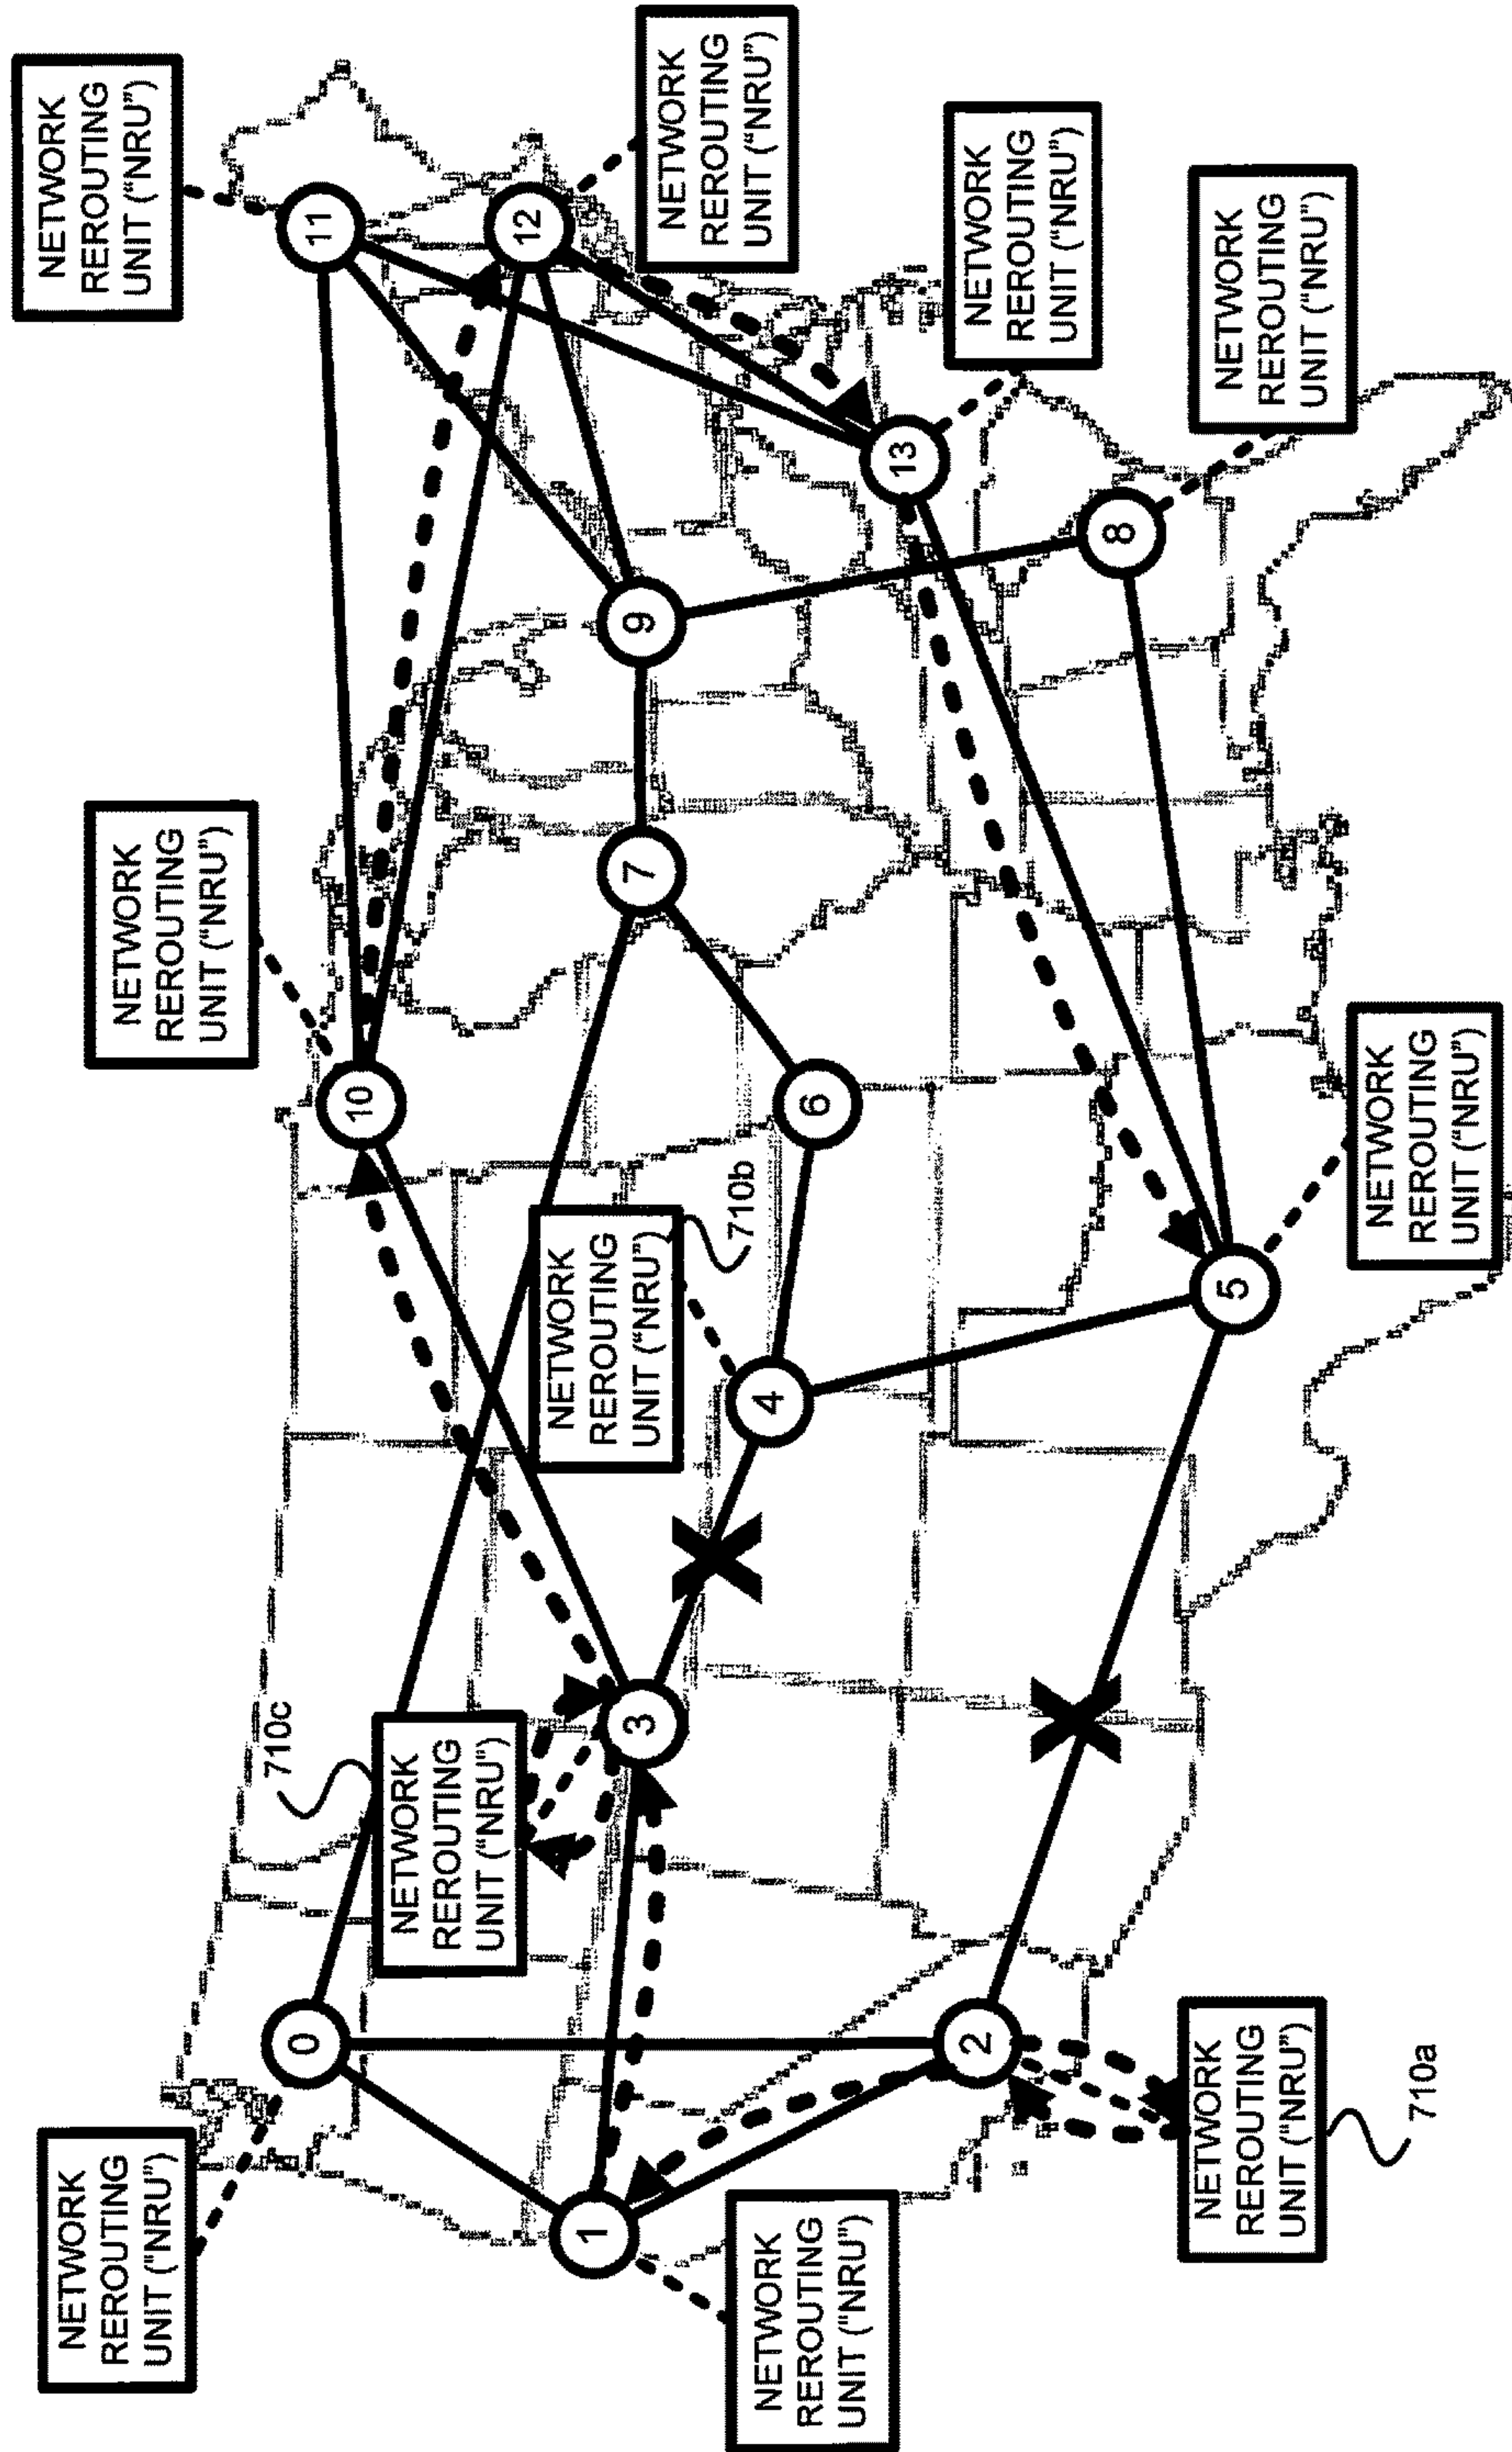 NETWORK
REROUTING
UNIT ("NRU")
0
NETWORK
REROUTING
UNIT ("NRU")
1
NETWORK
REROUTING
UNIT ("NRU")
710a
2
710c
NETWORK
REROUTING
UNIT ("NRU")
3
NETWORK
REROUTING
UNIT ("NRU")
710b
4
X
X
5
NETWORK
REROUTING
UNIT ("NRU")
6
7
NETWORK
REROUTING
UNIT ("NRU")
10
9
8
NETWORK
REROUTING
UNIT ("NRU")
13
NETWORK
REROUTING
UNIT ("NRU")
12
NETWORK
REROUTING
UNIT ("NRU")
11
NETWORK
REROUTING
UNIT ("NRU")